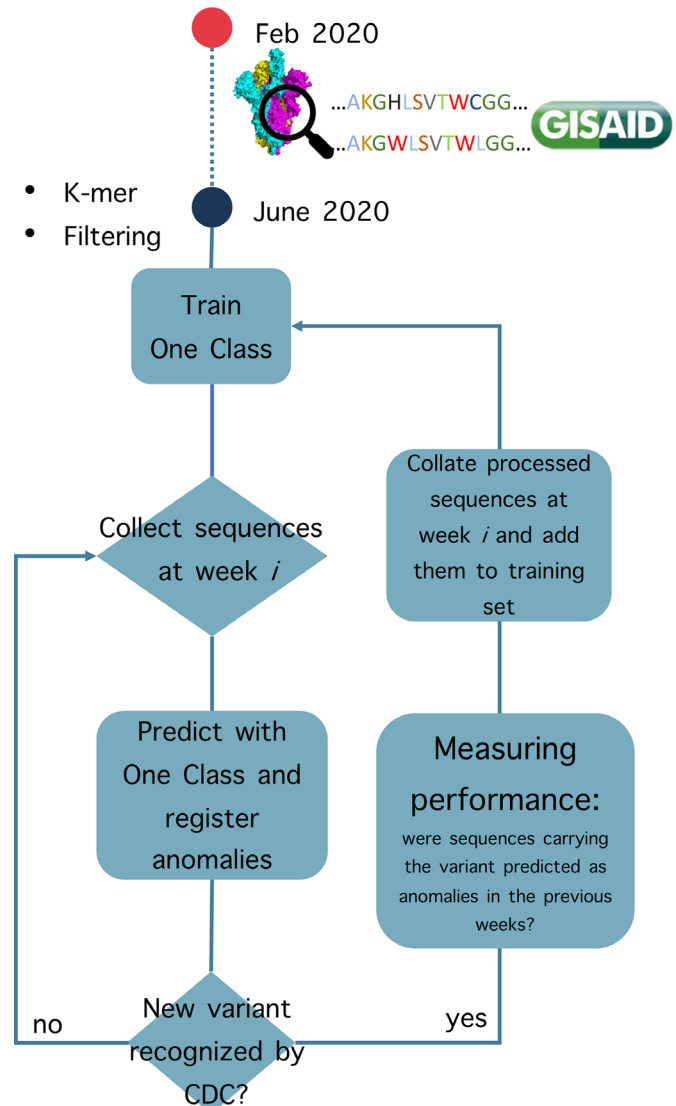 Feb 2020
...AKGHLSVTWCGG...
...AKGWLSVTWLGG...
GISAID
• K-mer
• Filtering
June 2020
Train
One Class
Collect sequences
at week i
Predict with
One Class and
register
anomalies
New variant
recognized by
CDC?
no
yes
Measuring
performance:
were sequences carrying
the variant predicted as
anomalies in the previous
weeks?
Collate processed
sequences at
week i and add
them to training
set